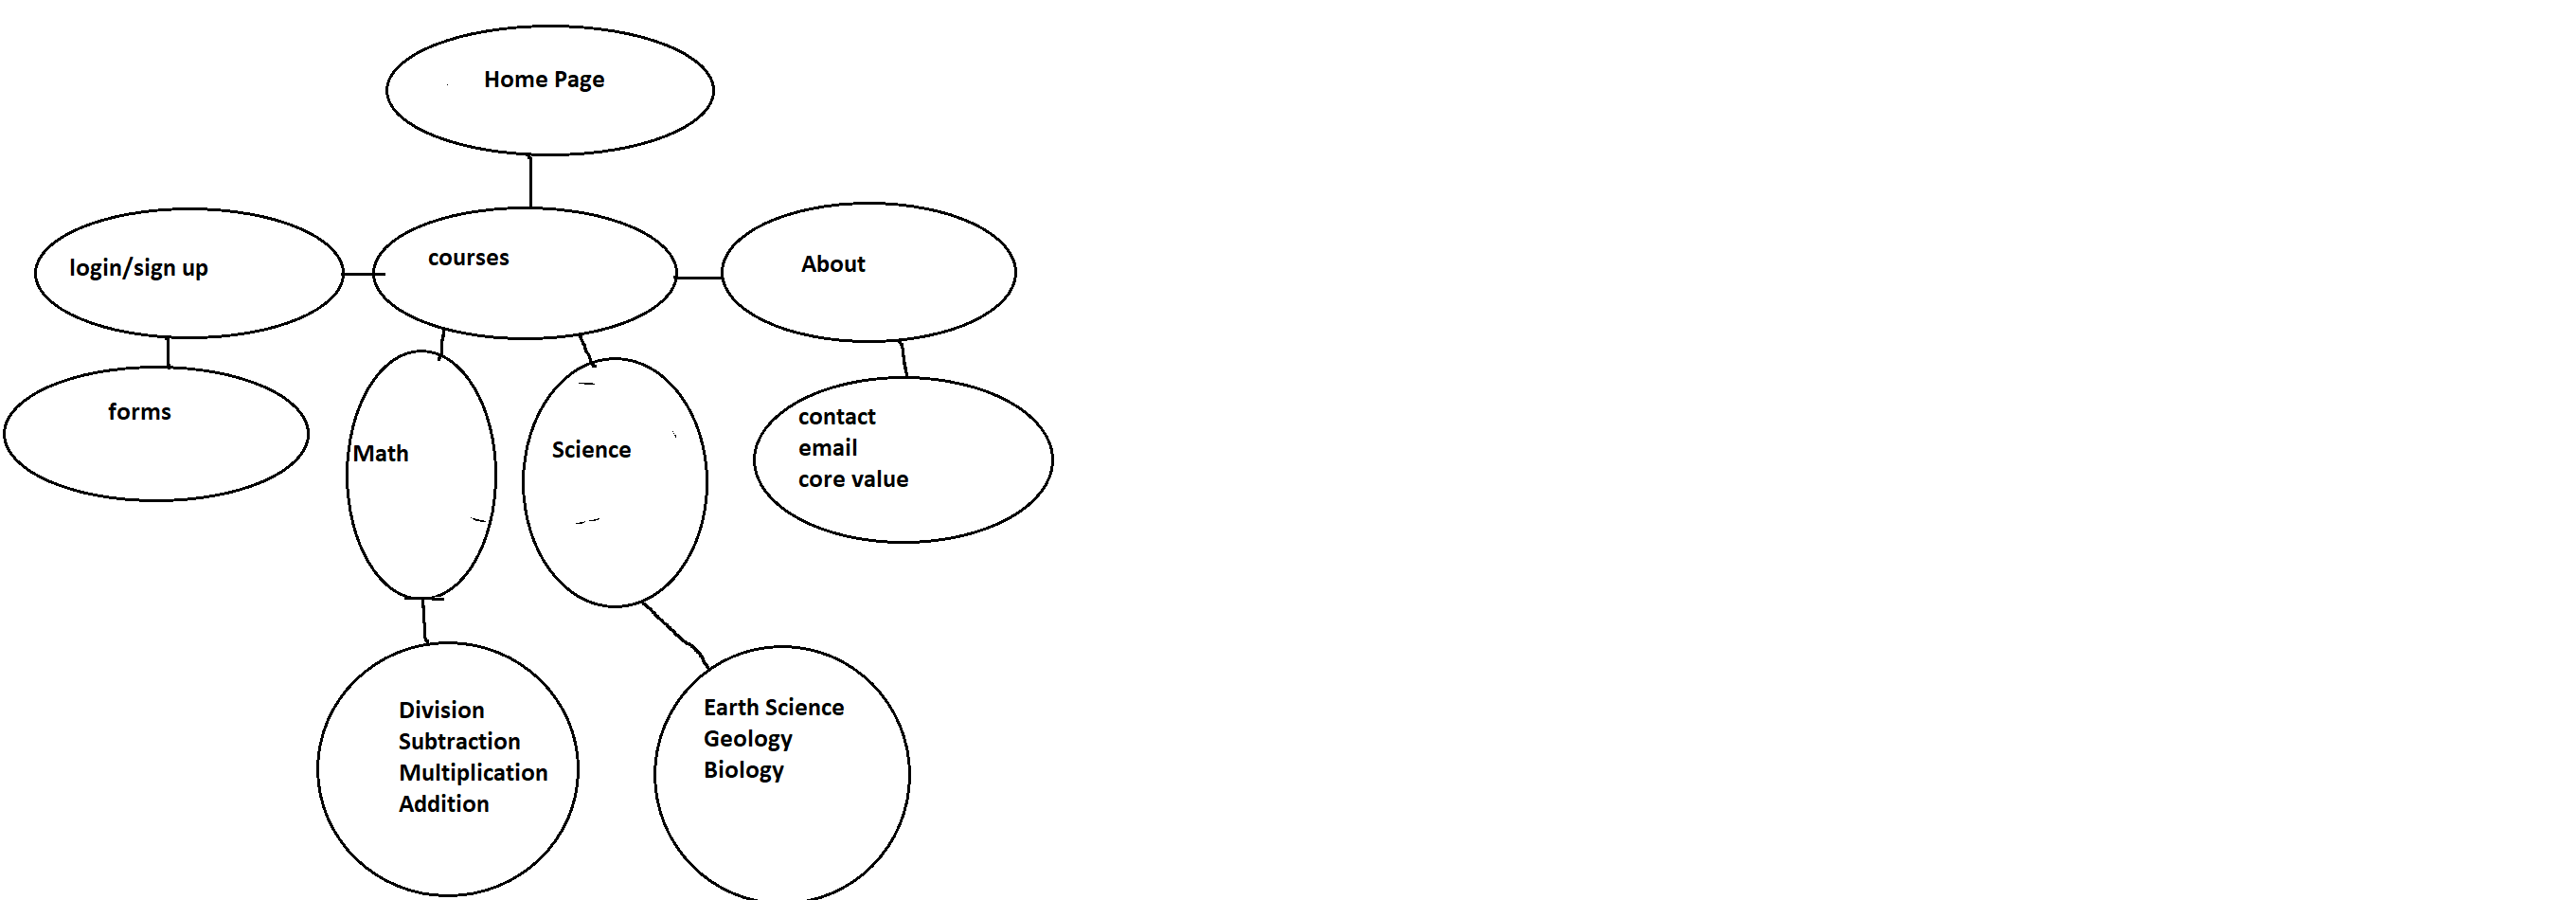 Home Page
login/sign up
courses
About
forms
Math
Science
contact
email
core value
Division
Subtraction
Multiplication
Addition
Earth Science
Geology
Biology